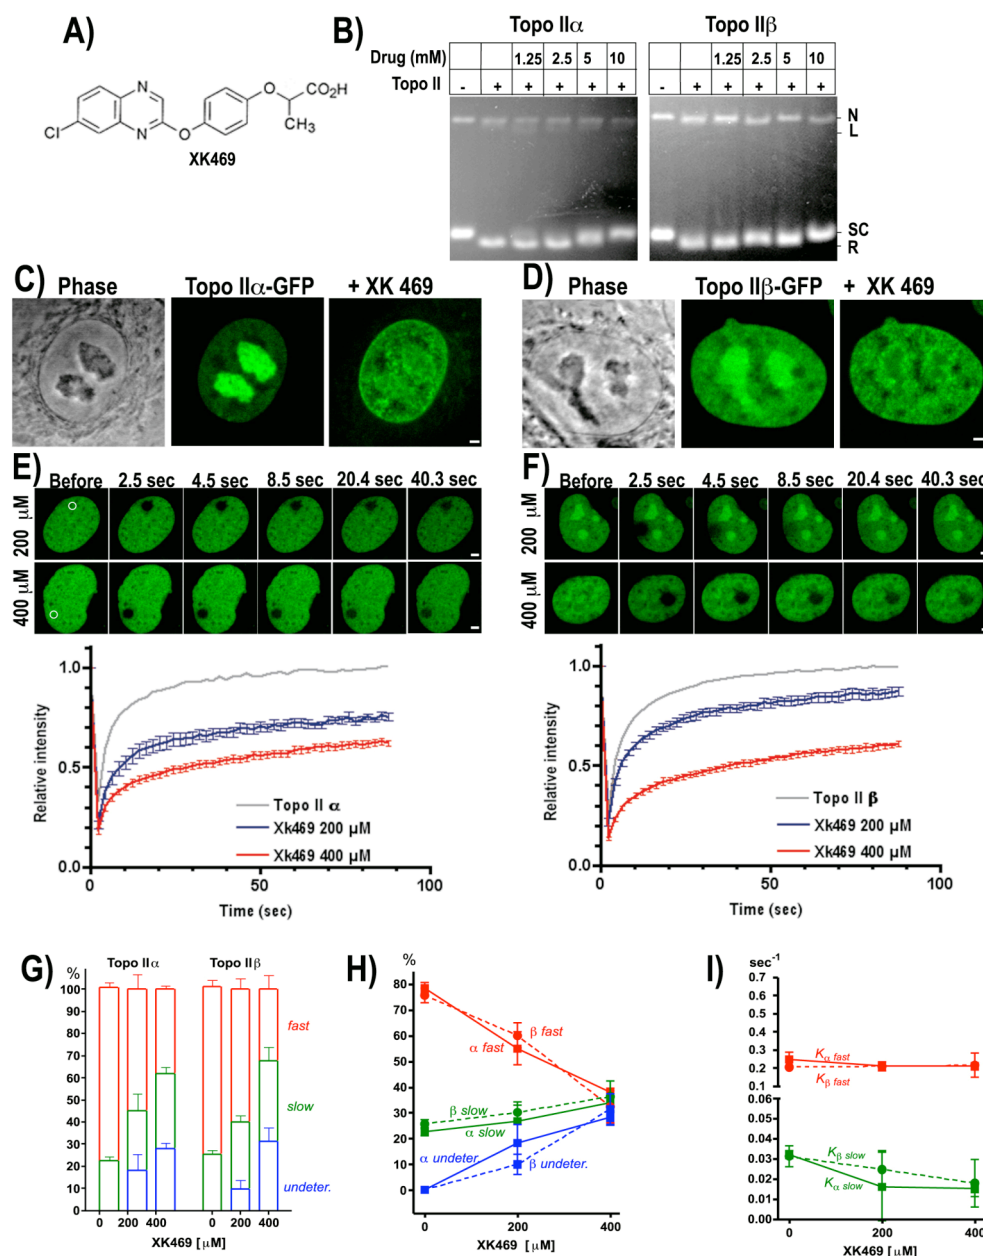 A)
N
N
O
O
Cl
CO2H
CH3
XK469
B)
Topo IIα
Topo IIβ
Drug (mM)
1.25
2.5
5
10
1.25
2.5
5
10
Topo II
-
+
+
+
+
+
-
+
+
+
+
+
N
L
SC
R
C)
Phase
Topo IIα-GFP
+ XK 469
D)
Phase
Topo IIβ-GFP
+ XK 469
E)
Before
2.5 sec
4.5 sec
8.5 sec
20.4 sec
40.3 sec
200 μM
400 μM
1.0
0.5
0.0
Relative intensity
Topo II α
Xk469 200 μM
Xk469 400 μM
0
50
100
Time (sec)
F)
Before
2.5 sec
4.5 sec
8.5 sec
20.4 sec
40.3 sec
200 μM
400 μM
1.0
0.5
0.0
Relative intensity
Topo II β
Xk469 200 μM
Xk469 400 μM
0
50
100
Time (sec)
G)
%
Topo IIα
Topo IIβ
100
90
80
70
60
50
40
30
20
10
0
fast
slow
undeter.
0
200
400
0
200
400
XK469 [ μM]
H)
%
80
70
60
50
40
30
20
10
0
β fast
α fast
β slow
α slow
α undeter.
β undeter.
0
200
400
XK469 [ μM]
I)
sec-1
0.7
0.6
0.5
0.4
0.3
0.2
0.1
Kα fast
Kβ fast
0.06
0.05
0.04
0.03
0.02
0.01
0.00
Kβ slow
Kα slow
0
200
400
XK469 [μM]